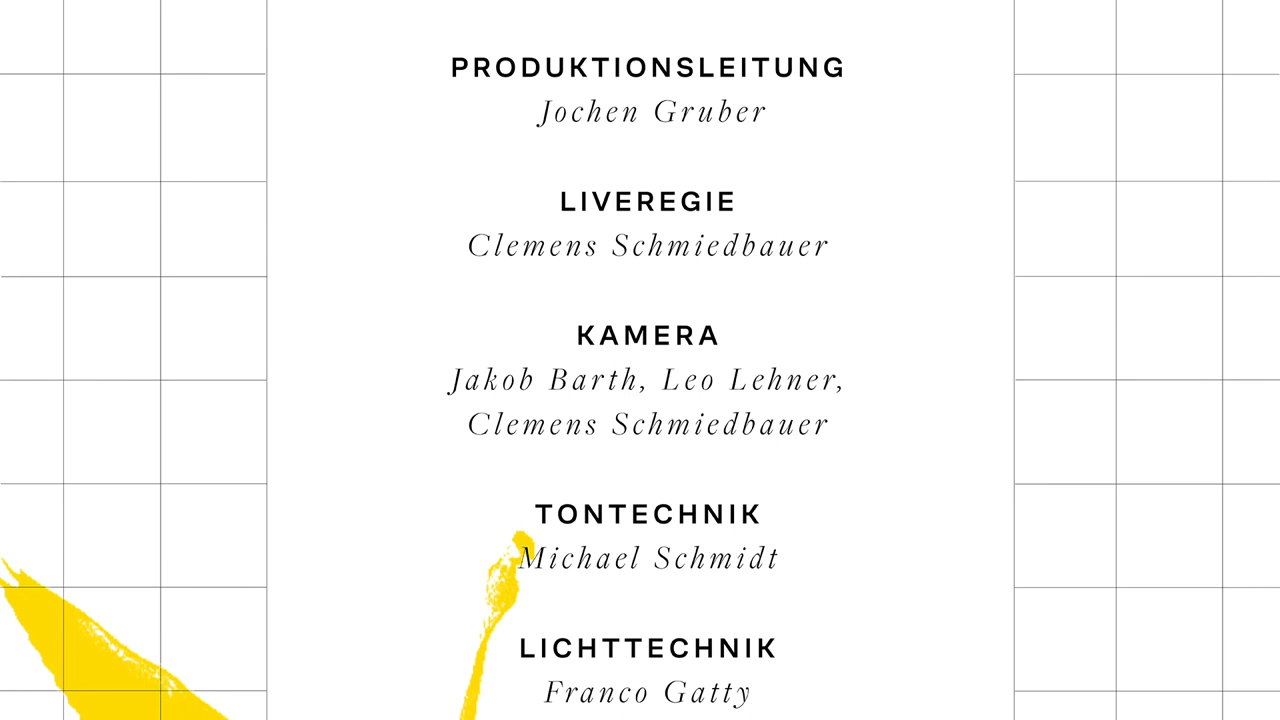 PRODUKTIONSLEITUNG
Jochen Gruber
LIVEREGIE
Clemens Schmiedbauer
KAMERA
Jakob Barth, Leo Lehner,
Clemens Schmiedbauer
TONTECHNIK
Michael Schmidt
LICHTTECHNIK
Franco Gatty